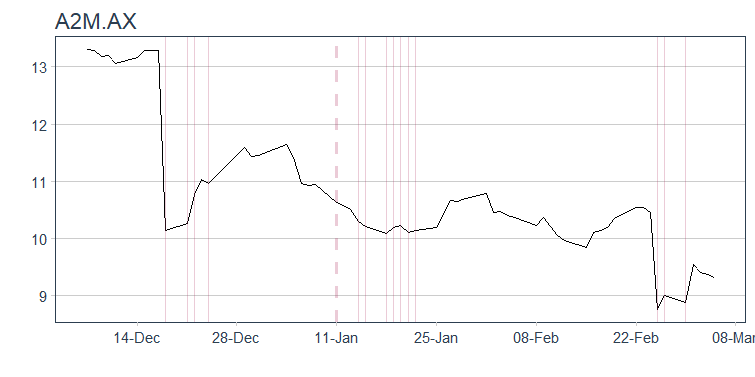 A2M.AX
13
12
11
10
9
14-Dec
28-Dec
11-Jan
25-Jan
08-Feb
22-Feb
08-Mar